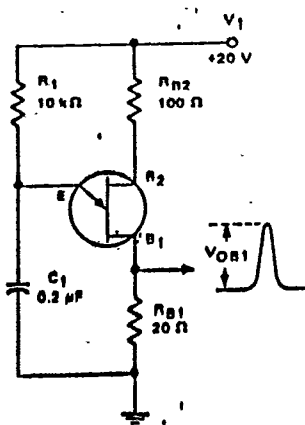 V1
+20 V
R1
10 kΩ
RB2
100 Ω
E
B2
B1
VOB1
C1
0.2 µF
RB1
20 Ω